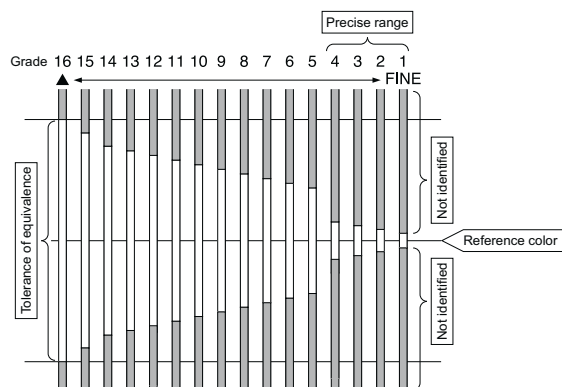 Precise range
Grade 16 15 14 13 12 11 10 9 8 7 6 5 4 3 2 1
FINE
Not identified
Tolerance of equivalence
Reference color
Not identified